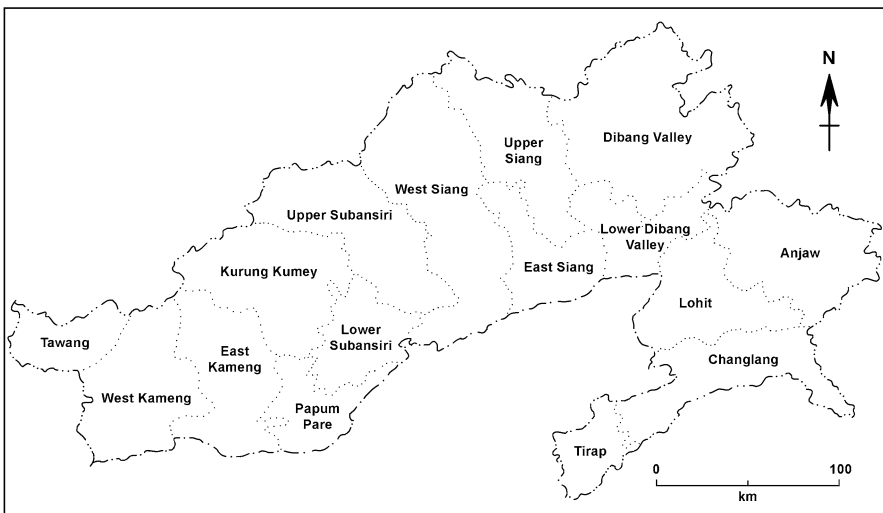 N
Dibang Valley
Upper
Siang
West Siang
Upper Subansiri
Lower Dibang
Valley
Anjaw
East Siang
Kurung Kumey
Lohit
Tawang
Lower
Subansiri
East
Kameng
Changlang
West Kameng
Papum
Pare
Tirap
0 100
km